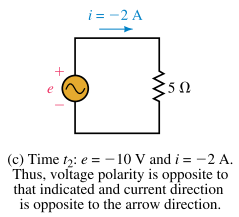 i = −2 A
+
e
−
5 Ω
(c) Time t₂: e = −10 V and i = −2 A.
Thus, voltage polarity is opposite to
that indicated and current direction
is opposite to the arrow direction.